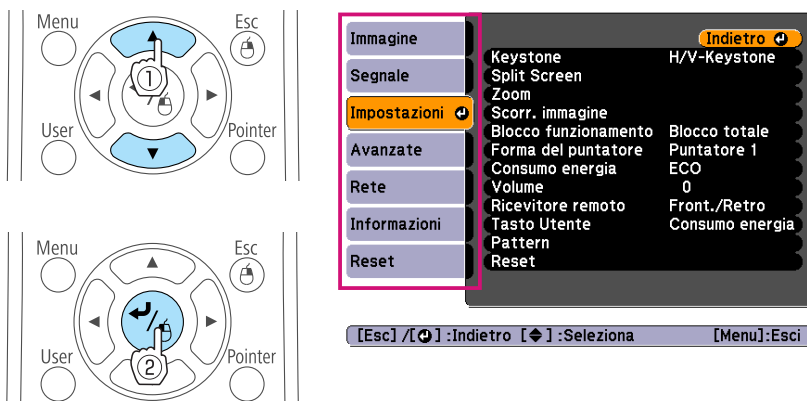 Menu
Esc
1
User
Pointer
Menu
Esc
User
2
Pointer
Immagine
Segnale
Impostazioni
Avanzate
Rete
Informazioni
Reset
Indietro
Keystone H/V-Keystone
Split Screen
Zoom
Scorr. immagine
Blocco funzionamento Blocco totale
Forma del puntatore Puntatore 1
Consumo energia ECO
Volume 0
Ricevitore remoto Front./Retro
Tasto Utente Consumo energia
Pattern
Reset
[Esc] /[⏎] :Indietro [◆] :Seleziona [Menu]:Esci